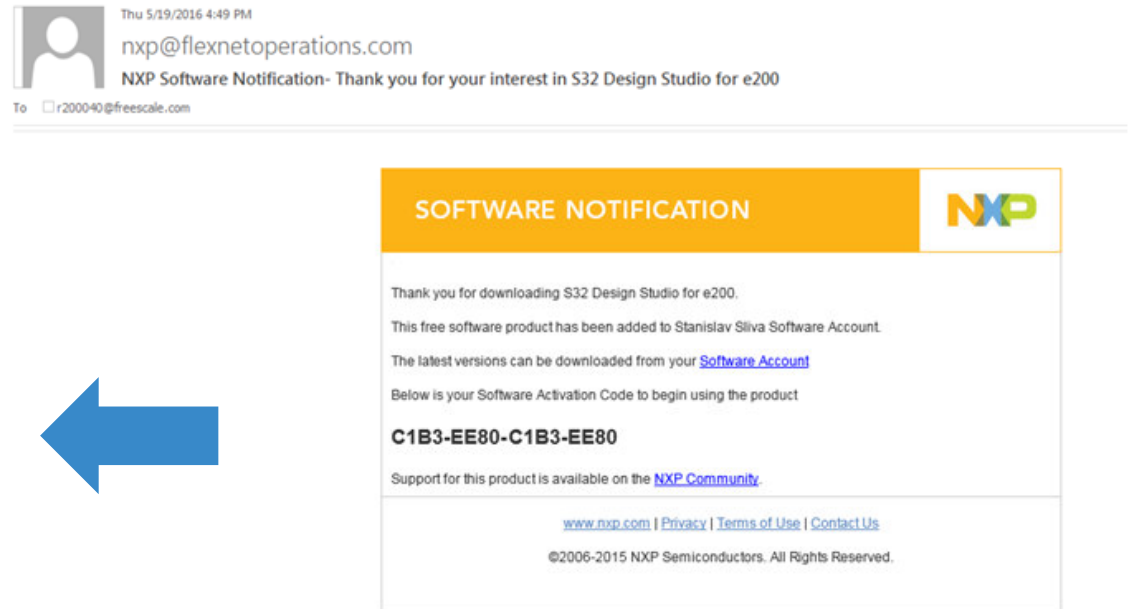 Thu 5/19/2016 4:49 PM
nxp@flexnetoperations.com
NXP Software Notification- Thank you for your interest in S32 Design Studio for e200
To r200040@freescale.com
SOFTWARE NOTIFICATION
NXP
Thank you for downloading S32 Design Studio for e200.
This free software product has been added to Stanislav Sliva Software Account.
The latest versions can be downloaded from your Software Account
Below is your Software Activation Code to begin using the product
C1B3-EE80-C1B3-EE80
Support for this product is available on the NXP Community.
www.nxp.com | Privacy | Terms of Use | Contact Us
©2006-2015 NXP Semiconductors. All Rights Reserved.